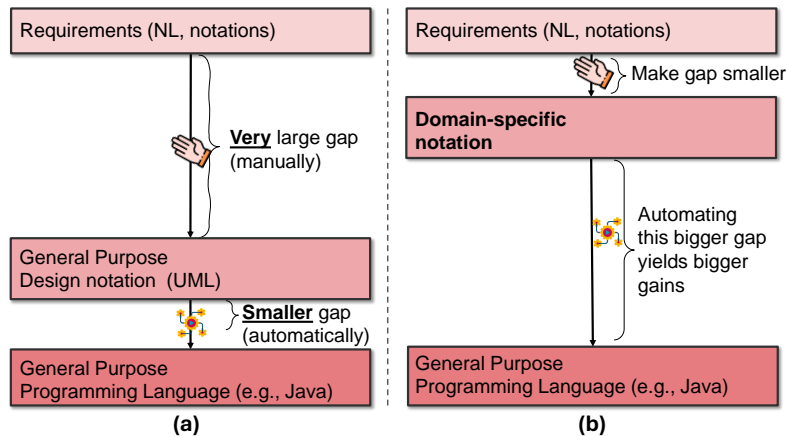 Requirements (NL, notations)
Very large gap
(manually)
General Purpose
Design notation (UML)
Smaller gap
(automatically)
General Purpose
Programming Language (e.g., Java)
(a)
Requirements (NL, notations)
Make gap smaller
Domain-specific
notation
Automating
this bigger gap
yields bigger
gains
General Purpose
Programming Language (e.g., Java)
(b)